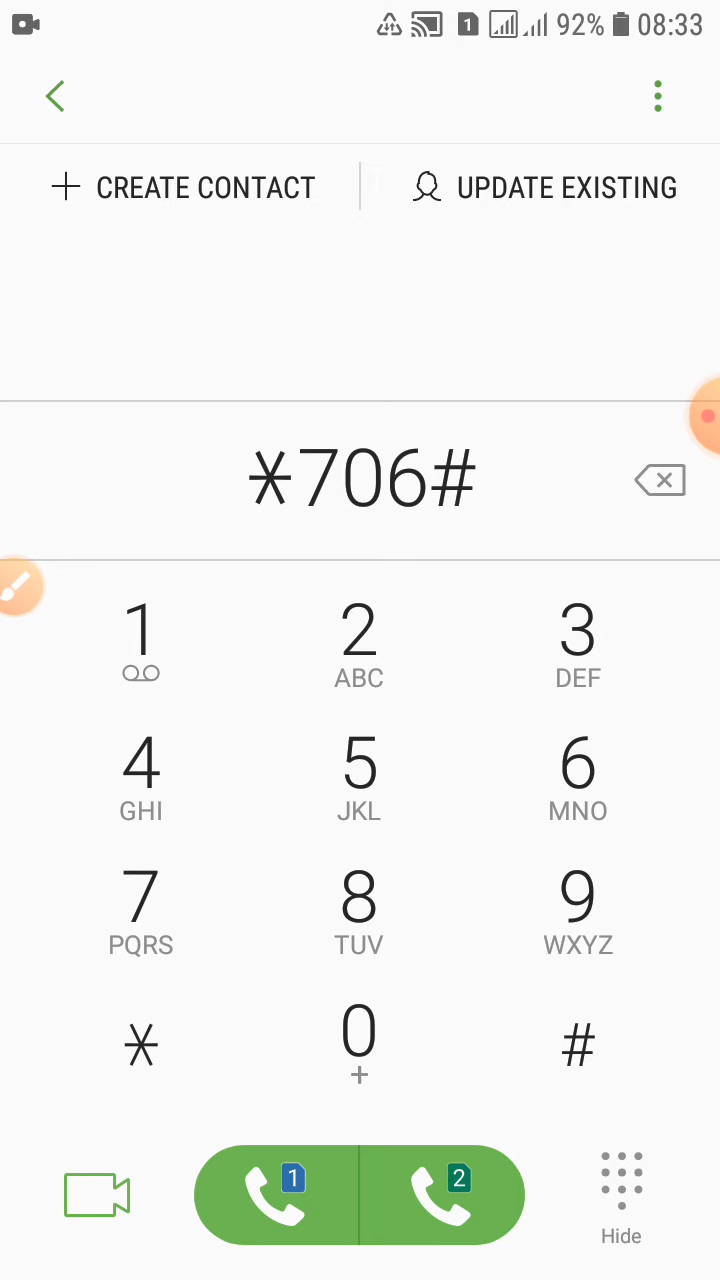 1 92% 08:33
CREATE CONTACT UPDATE EXISTING
*706#
1 2 3
ABC DEF
4 5 6
GHI JKL MNO
7 8 9
PQRS TUV WXYZ
* 0 #
+
1 2
Hide